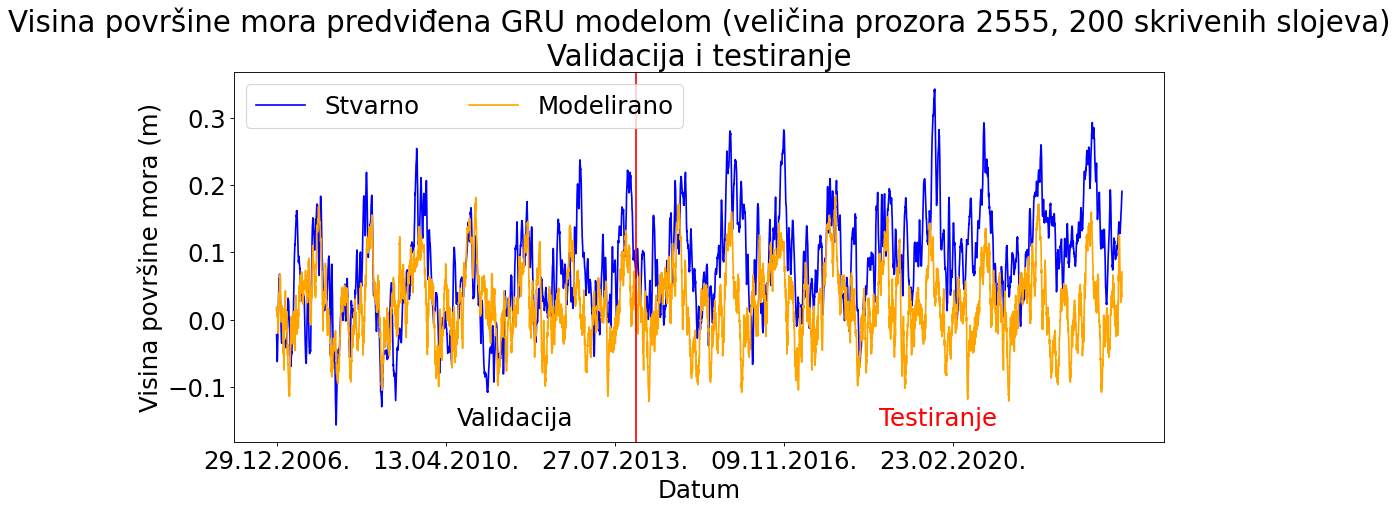 Visina površine mora predviđena GRU modelom (veličina prozora 2555, 200 skrivenih slojeva)
Validacija i testiranje
Stvarno
Modelirano
Visina površine mora (m)
0.3
0.2
0.1
0.0
−0.1
Validacija
Testiranje
29.12.2006.
13.04.2010.
27.07.2013.
09.11.2016.
23.02.2020.
Datum